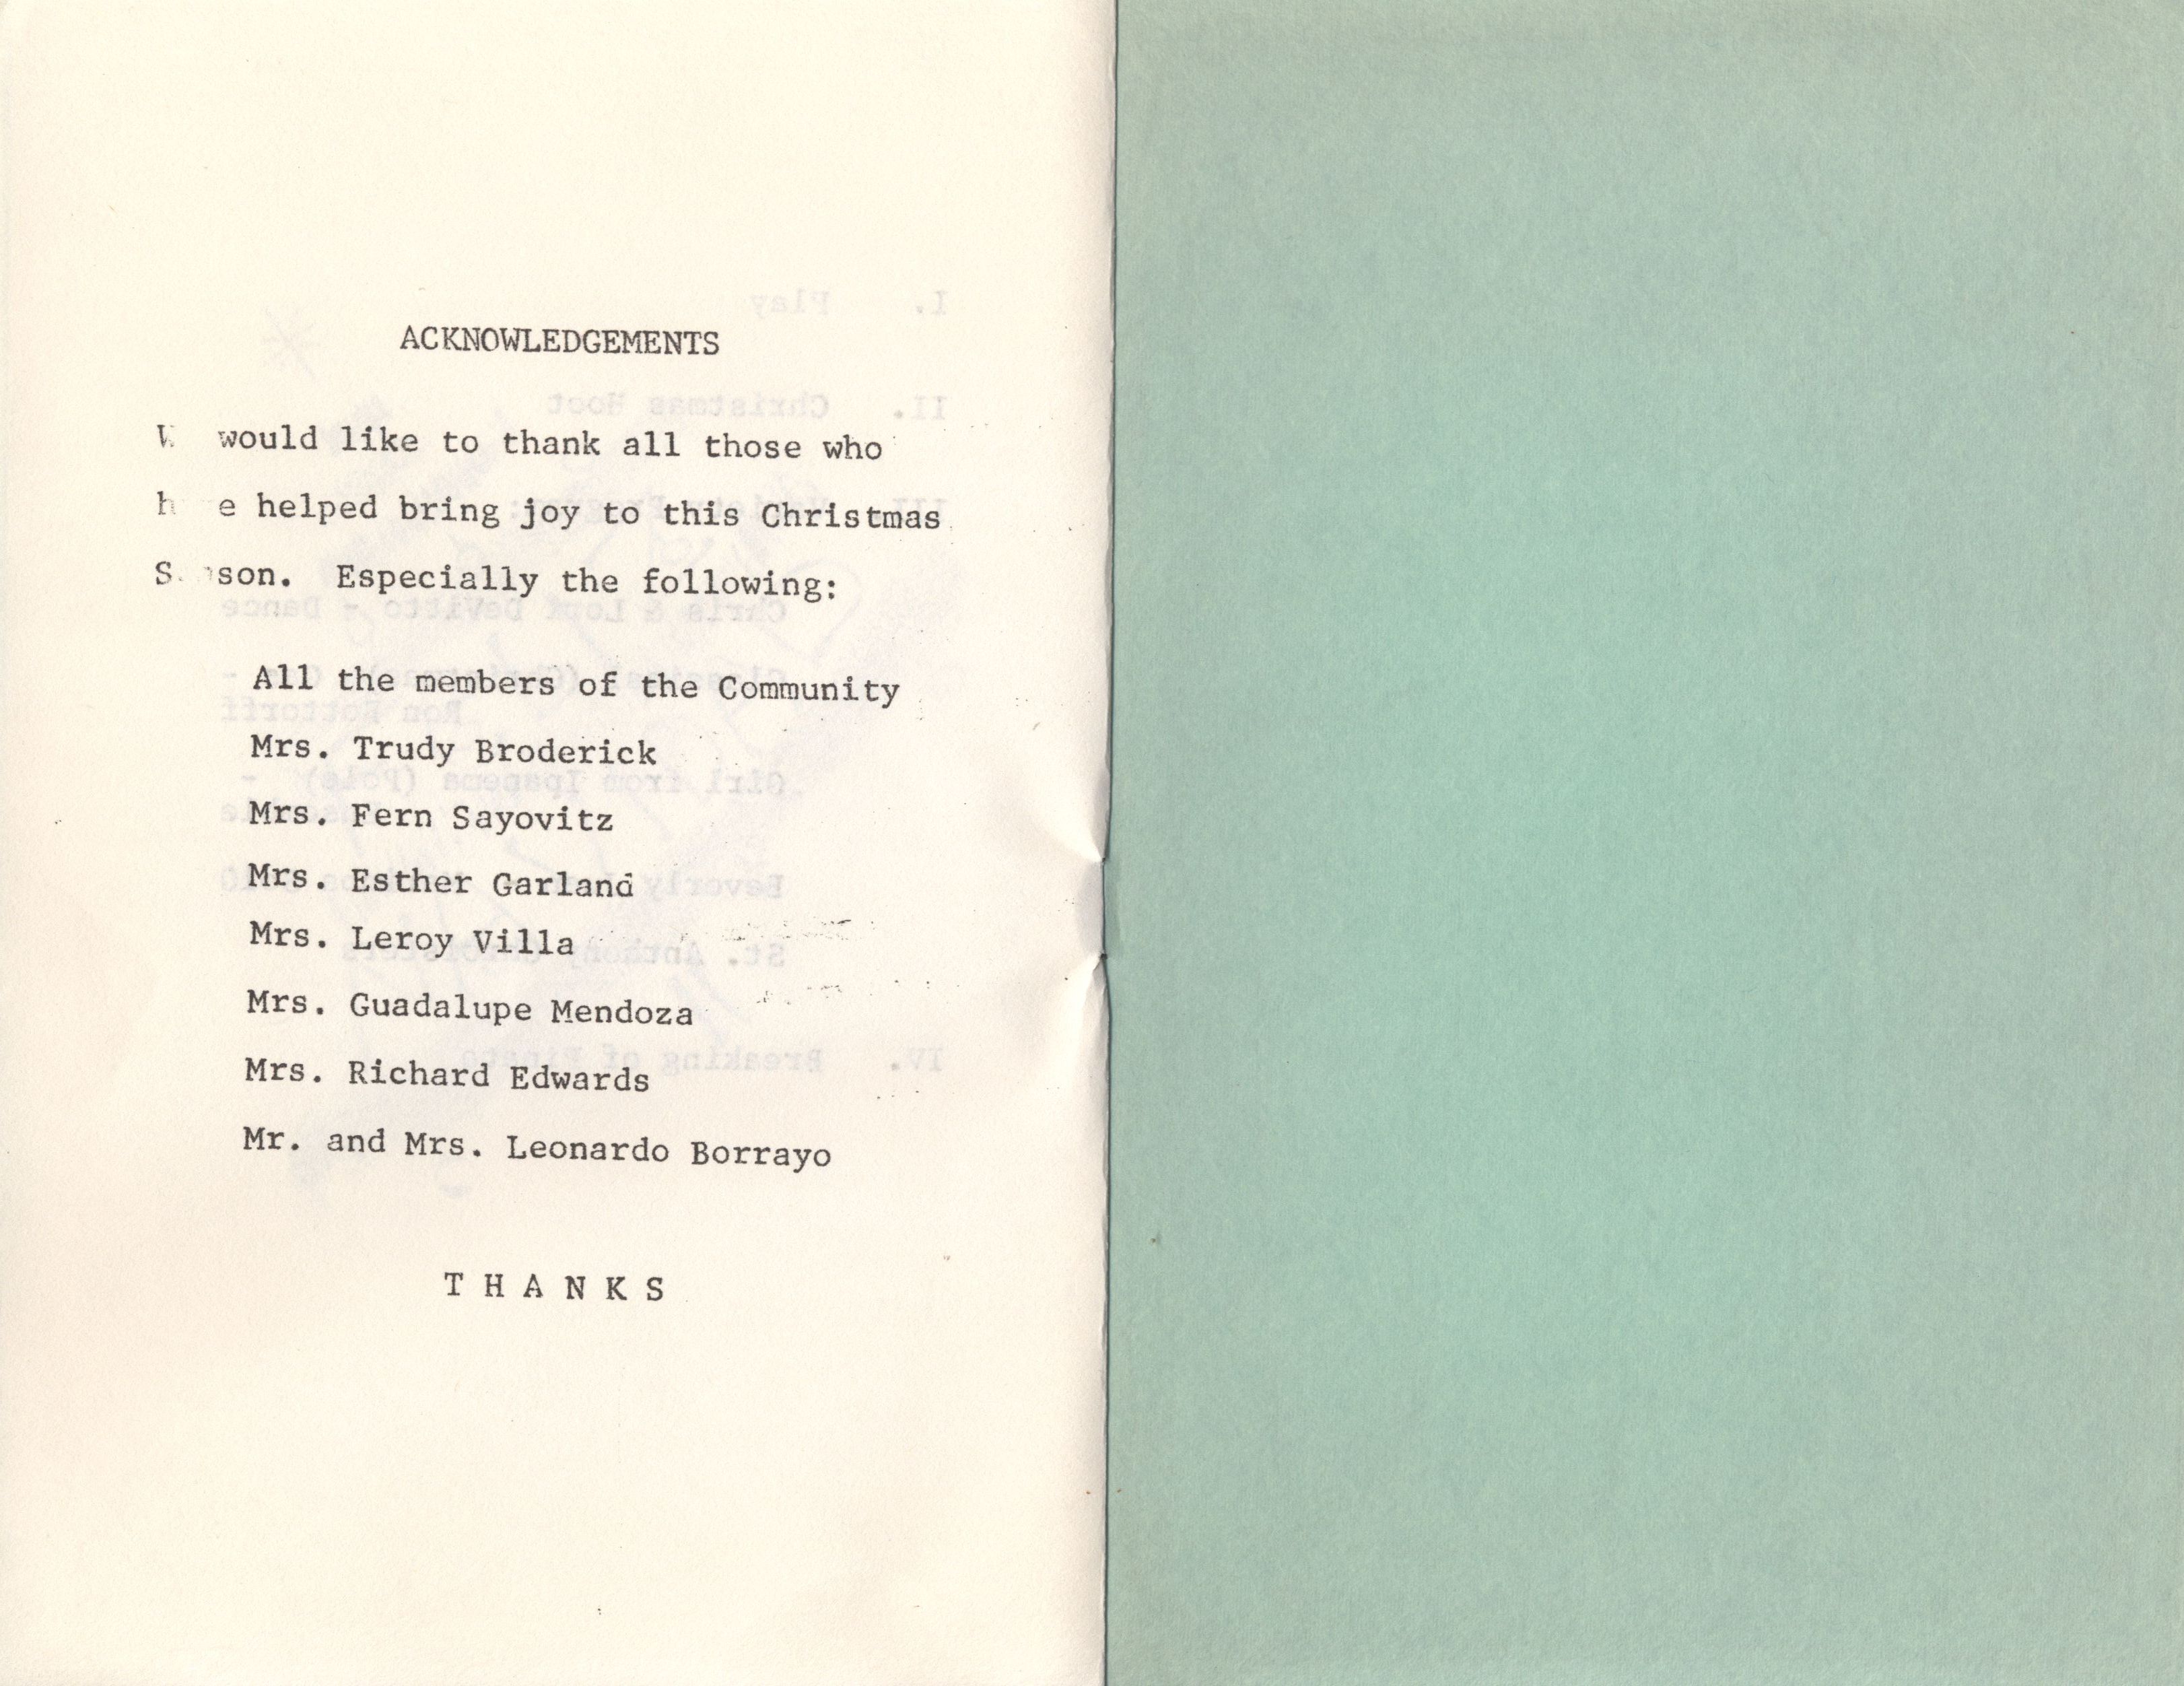 ACKNOWLEDGEMENTS
would like to thank all those who
helped bring joy to this Christmas
Especially the following:
All the members of the Community
Mrs. Trudy Broderick
Mrs. Fern Sayovitz
Mrs. Esther Garland
Mrs. Leroy Villa
Mrs. Guadalupe Mendoza
Mrs. Richard Edwards
Mr. and Mrs. Leonardo Borrayo
T H A N K S